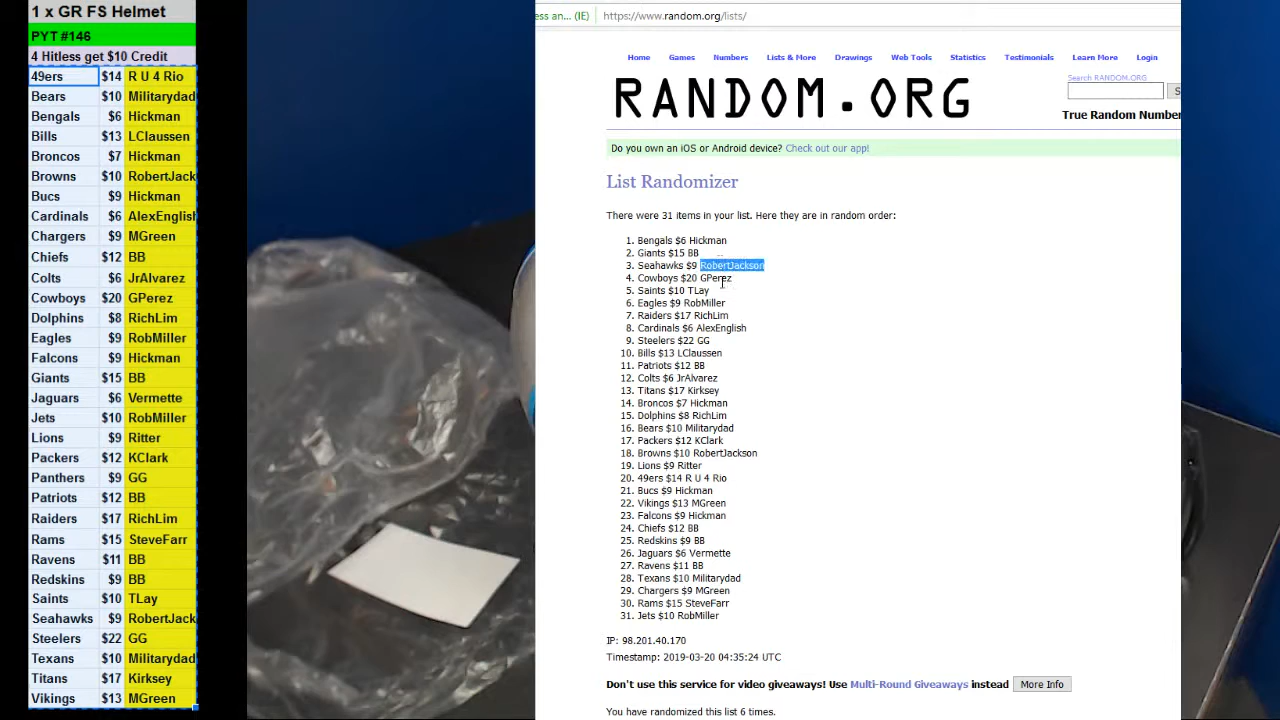 1 x GR FS Helmet
PYT #146
4 Hitless get $10 Credit
49ers $14 R U 4 Rio
Bears $10 Militarydad
Bengals $6 Hickman
Bills $13 LClaussen
Broncos $7 Hickman
Browns $10 RobertJack
Bucs $9 Hickman
Cardinals $6 AlexEnglish
Chargers $9 MGreen
Chiefs $12 BB
Colts $6 JrAlvarez
Cowboys $20 GPerez
Dolphins $8 RichLim
Eagles $9 RobMiller
Falcons $9 Hickman
Giants $15 BB
Jaguars $6 Vermette
Jets $10 RobMiller
Lions $9 Ritter
Packers $12 KClark
Panthers $9 GG
Patriots $12 BB
Raiders $17 RichLim
Rams $15 SteveFarr
Ravens $11 BB
Redskins $9 BB
Saints $10 TLay
Seahawks $9 RobertJack
Steelers $22 GG
Texans $10 Militarydad
Titans $17 Kirksey
Vikings $13 MGreen
ess an... (IE) https://www.random.org/lists/
Home Games Numbers Lists & More Drawings Web Tools Statistics Testimonials Learn More Login
RANDOM.ORG
Search RANDOM.ORG
S
True Random Number
Do you own an iOS or Android device? Check out our app!
List Randomizer
There were 31 items in your list. Here they are in random order:
1. Bengals $6 Hickman
2. Giants $15 BB
3. Seahawks $9 RobertJackson
4. Cowboys $20 GPerez
5. Saints $10 TLay
6. Eagles $9 RobMiller
7. Raiders $17 RichLim
8. Cardinals $6 AlexEnglish
9. Steelers $22 GG
10. Bills $13 LClaussen
11. Patriots $12 BB
12. Colts $6 JrAlvarez
13. Titans $17 Kirksey
14. Broncos $7 Hickman
15. Dolphins $8 RichLim
16. Bears $10 Militarydad
17. Packers $12 KClark
18. Browns $10 RobertJackson
19. Lions $9 Ritter
20. 49ers $14 R U 4 Rio
21. Bucs $9 Hickman
22. Vikings $13 MGreen
23. Falcons $9 Hickman
24. Chiefs $12 BB
25. Redskins $9 BB
26. Jaguars $6 Vermette
27. Ravens $11 BB
28. Texans $10 Militarydad
29. Chargers $9 MGreen
30. Rams $15 SteveFarr
31. Jets $10 RobMiller
IP: 98.201.40.170
Timestamp: 2019-03-20 04:35:24 UTC
Don't use this service for video giveaways! Use Multi-Round Giveaways instead More Info
You have randomized this list 6 times.